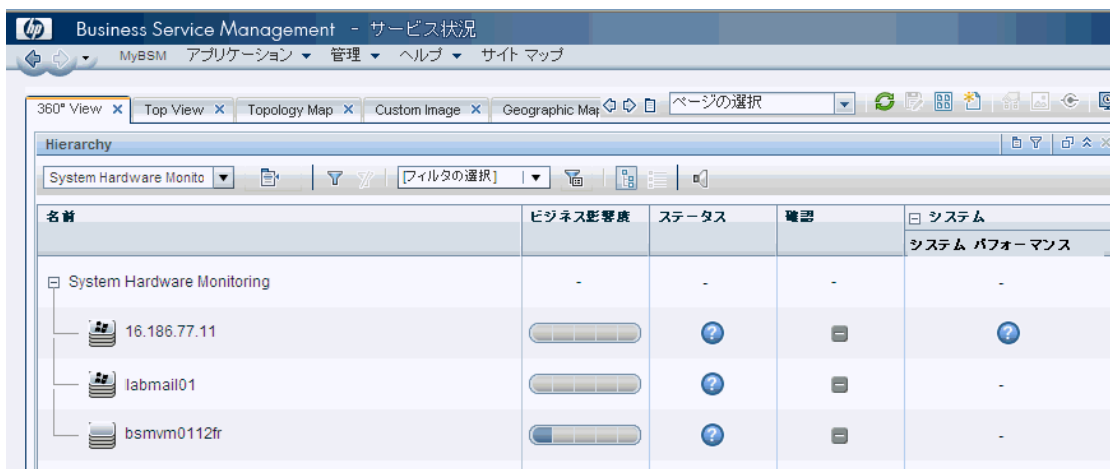 hp Business Service Management - サービス状況
MyBSM アプリケーション 管理 ヘルプ サイト マップ
360° View Top View Topology Map Custom Image Geographic Map ページの選択
Hierarchy
System Hardware Monito [フィルタの選択]
名前 ビジネス影響度 ステータス 確認 システム
システム パフォーマンス
System Hardware Monitoring - - - -
16.186.77.11
labmail01 -
bsmvm0112fr -